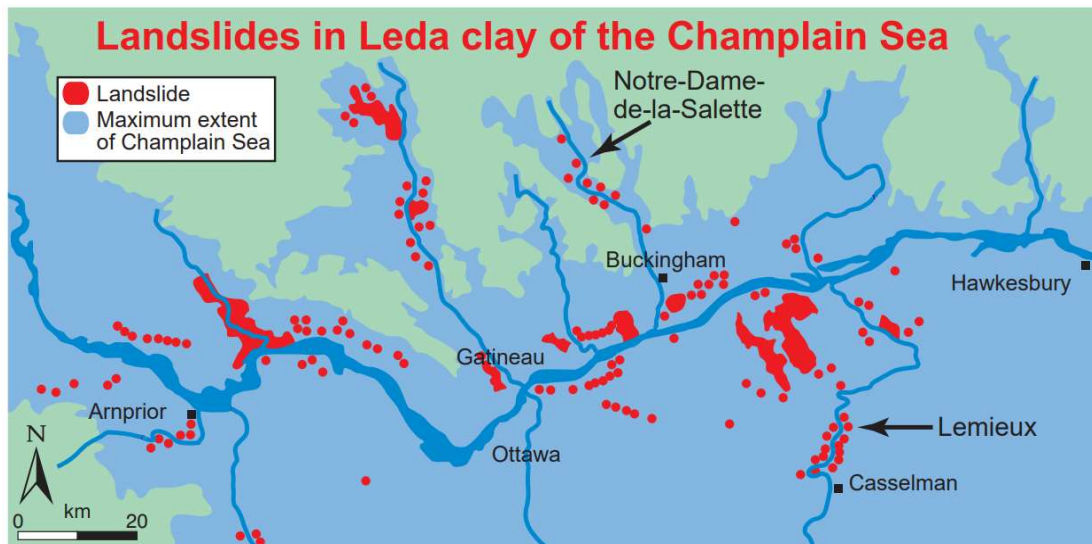 Landslides in Leda clay of the Champlain Sea
Landslide
Maximum extent
of Champlain Sea
Notre-Dame-
de-la-Salette
Buckingham
Hawkesbury
Gatineau
Arnprior
Ottawa
Lemieux
Casselman
N
km
0 20